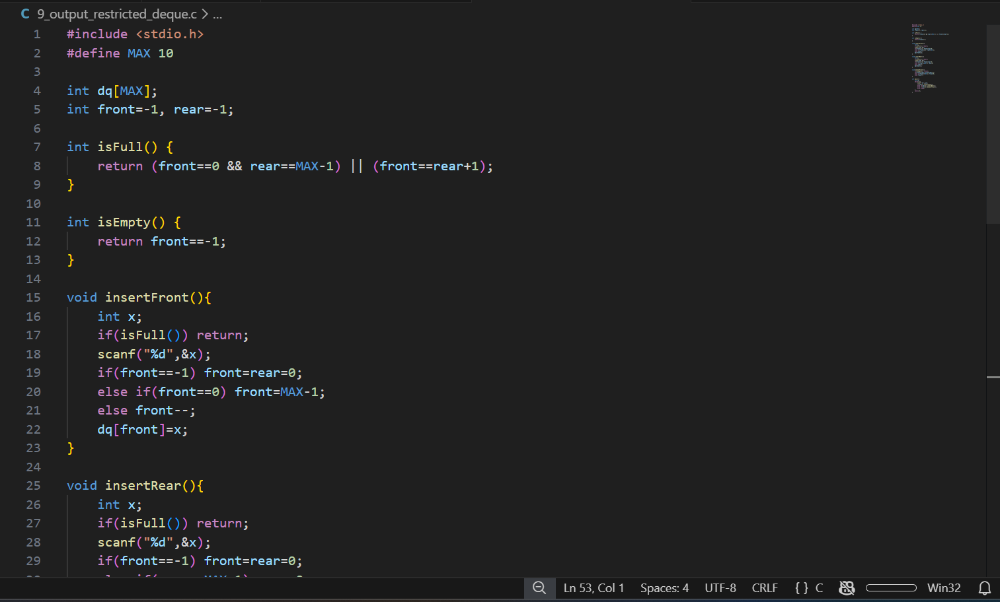 C 9_output_restricted_deque.c > ...
1 #include <stdio.h>
2 #define MAX 10
3
4 int dq[MAX];
5 int front=-1, rear=-1;
6
7 int isFull() {
8 return (front==0 && rear==MAX-1) || (front==rear+1);
9 }
10
11 int isEmpty() {
12 return front==-1;
13 }
14
15 void insertFront(){
16 int x;
17 if(isFull()) return;
18 scanf("%d",&x);
19 if(front==-1) front=rear=0;
20 else if(front==0) front=MAX-1;
21 else front--;
22 dq[front]=x;
23 }
24
25 void insertRear(){
26 int x;
27 if(isFull()) return;
28 scanf("%d",&x);
29 if(front==-1) front=rear=0;
Ln 53, Col 1 Spaces: 4 UTF-8 CRLF {} C Win32